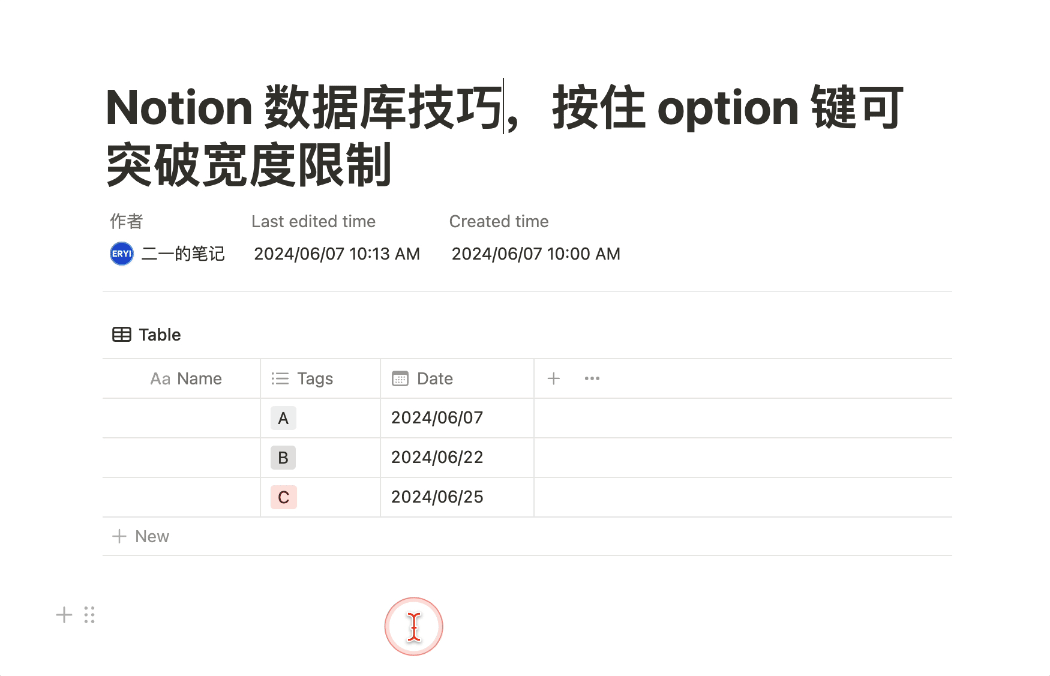 Notion 数据库技巧，按住 option 键可
突破宽度限制
作者 Last edited time Created time
ERYI 二一的笔记 2024/06/07 10:13 AM 2024/06/07 10:00 AM
Table
Aa Name Tags Date
A 2024/06/07
B 2024/06/22
C 2024/06/25
+ New